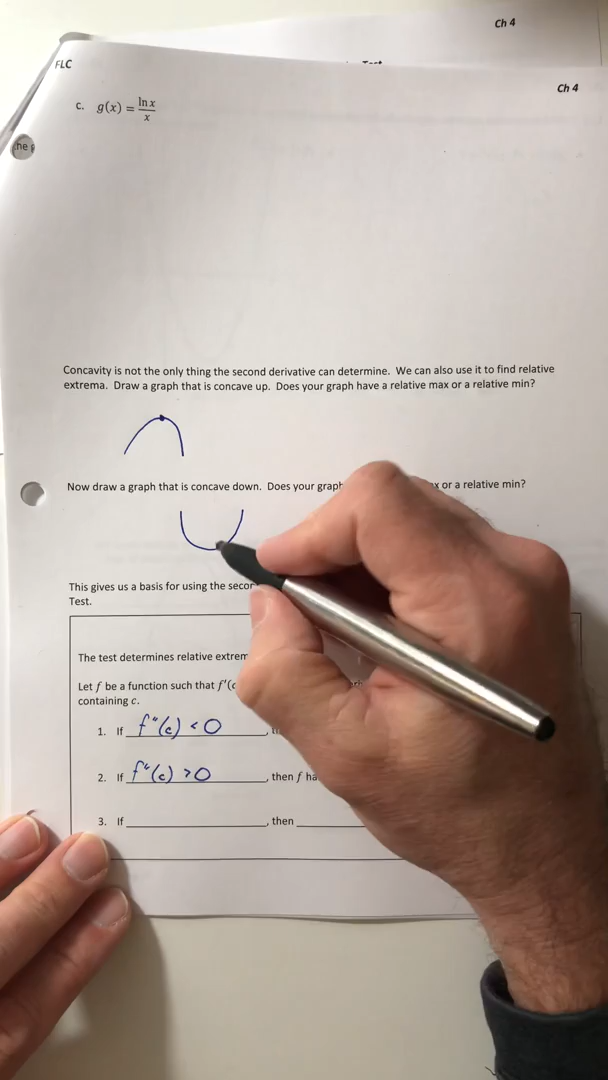 Ch 4
FLC
Ch 4
c. g(x) = ln x / x
Concavity is not the only thing the second derivative can determine. We can also use it to find relative
extrema. Draw a graph that is concave up. Does your graph have a relative max or a relative min?
Now draw a graph that is concave down. Does your graph x or a relative min?
This gives us a basis for using the
Test.
The test determines relative
Let f be a function such that f'(c
containing c.
1. If f"(c) < 0 ,
2. If f"(c) > 0 , then f
3. If , then